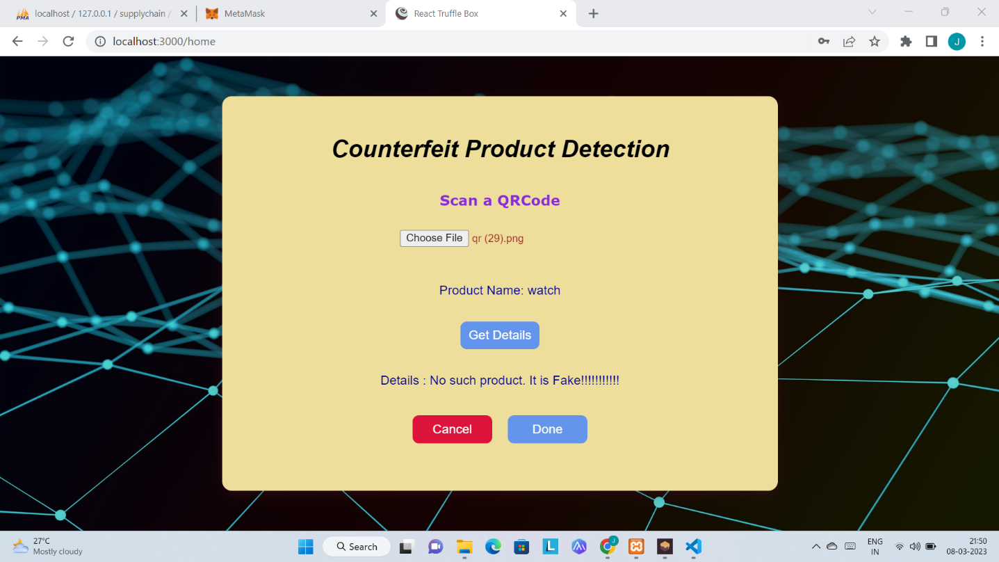 PMA localhost / 127.0.0.1 / supplychain /
MetaMask
React Truffle Box
localhost:3000/home
J
Counterfeit Product Detection
Scan a QRCode
Choose File qr (29).png
Product Name: watch
Get Details
Details : No such product. It is Fake!!!!!!!!!!!
Cancel Done
27°C
Mostly cloudy
Search
L
J
ENG
IN
21:50
08-03-2023